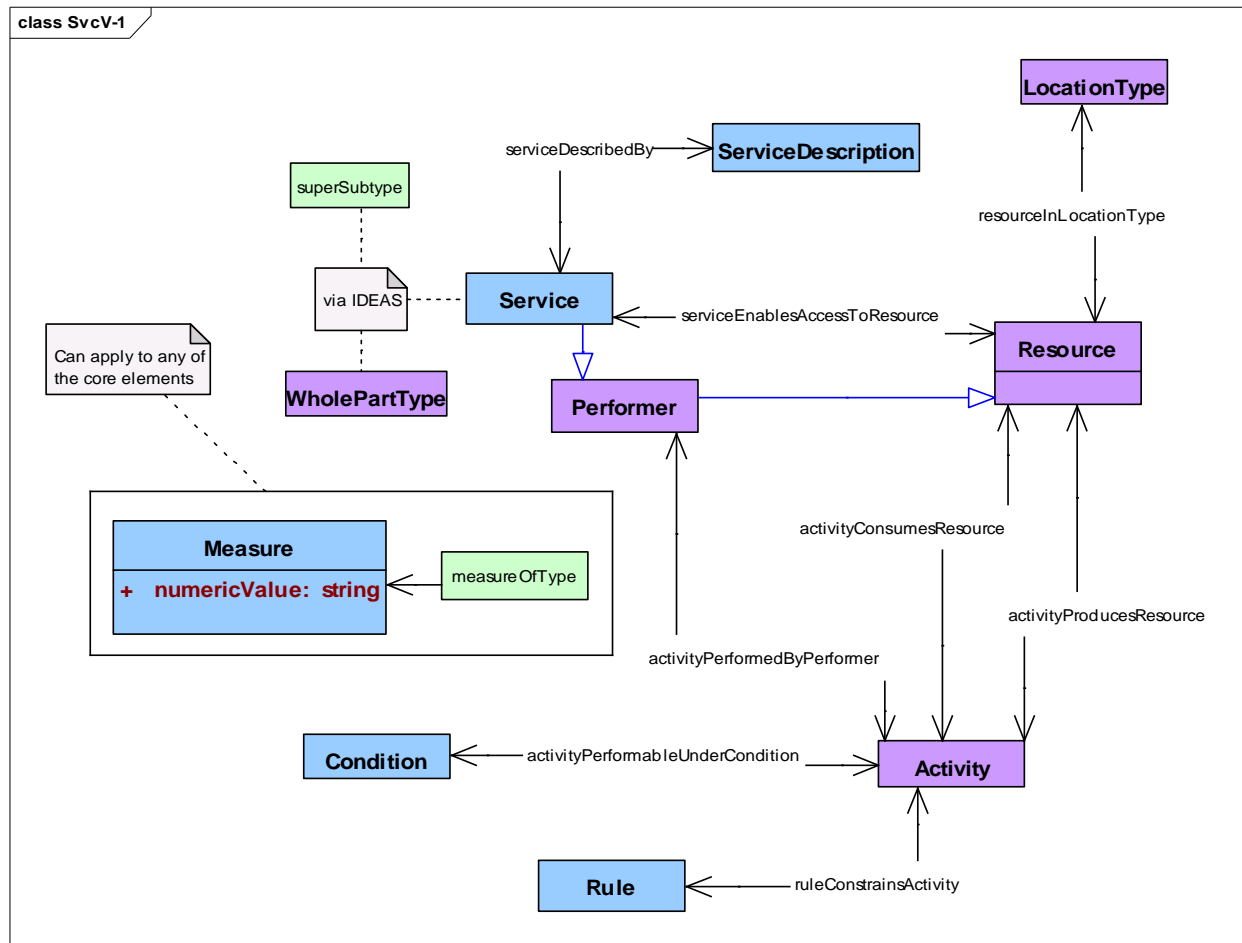 class SvcV-1
LocationType
serviceDescribedBy
ServiceDescription
superSubtype
resourceInLocationType
via IDEAS
Service
serviceEnablesAccessToResource
Can apply to any of
the core elements
Resource
WholePartType
Performer
activityConsumesResource
Measure
measureOfType
+ numericValue: string
activityProducesResource
activityPerformedByPerformer
Condition
activityPerformableUnderCondition
Activity
Rule
ruleConstrainsActivity